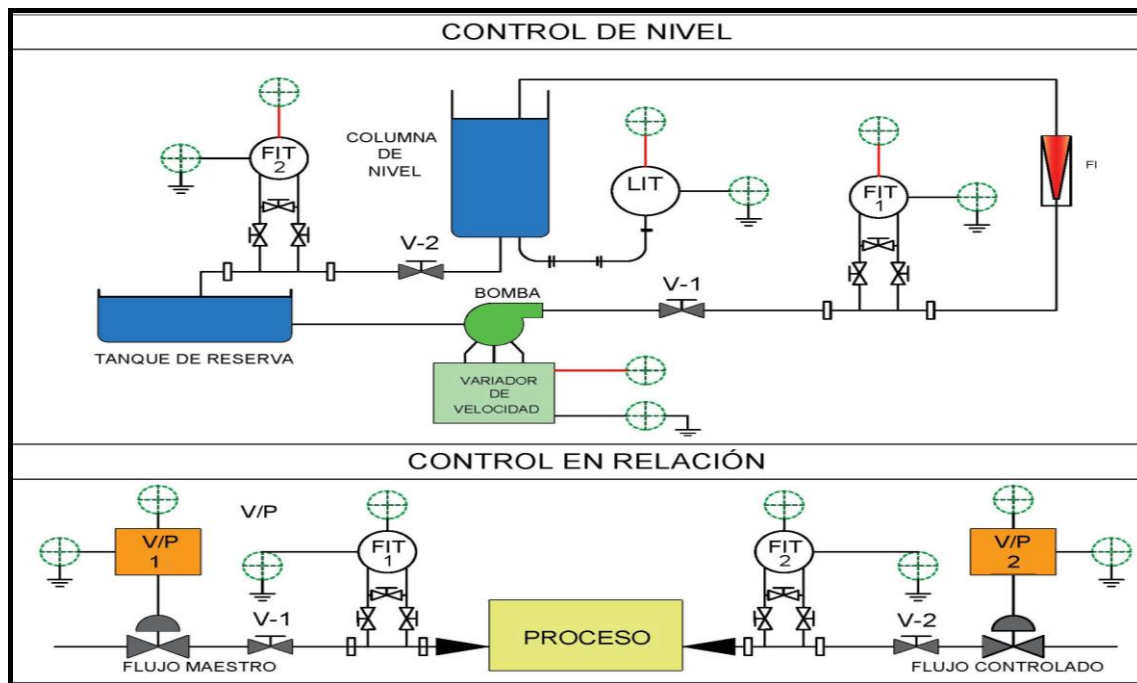 CONTROL DE NIVEL
FIT
2
COLUMNA
DE
NIVEL
LIT
FIT
1
FI
V-2
V-1
BOMBA
TANQUE DE RESERVA
VARIADOR
DE
VELOCIDAD
CONTROL EN RELACIÓN
V/P
1
V/P
FIT
1
FIT
2
V/P
2
V-1
PROCESO
V-2
FLUJO MAESTRO
FLUJO CONTROLADO